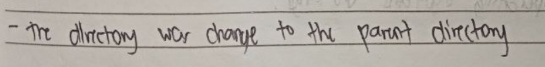 - The directory was change to the parent directory